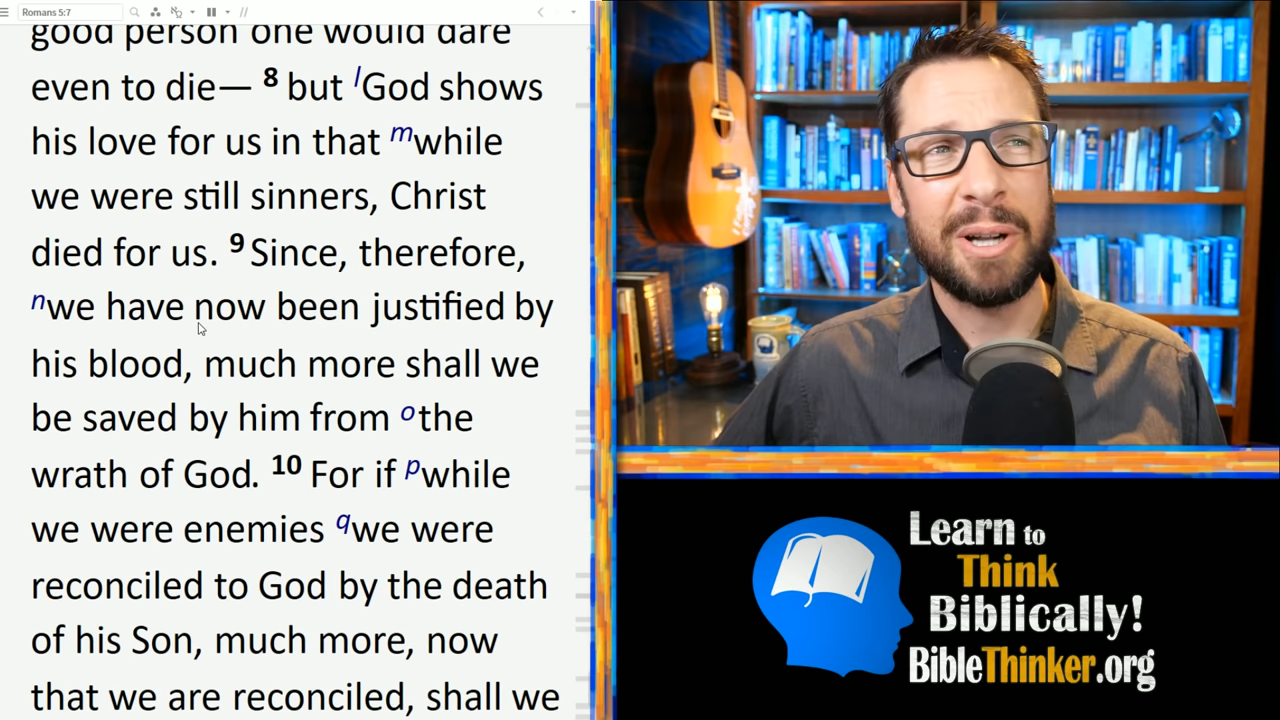 Romans 5:7
good person one would dare
even to die— 8 but lGod shows
his love for us in that mwhile
we were still sinners, Christ
died for us. 9 Since, therefore,
nwe have now been justified by
his blood, much more shall we
be saved by him from othe
wrath of God. 10 For if pwhile
we were enemies qwe were
reconciled to God by the death
of his Son, much more, now
that we are reconciled, shall we
Learn to
Think
Biblically!
BibleThinker.org